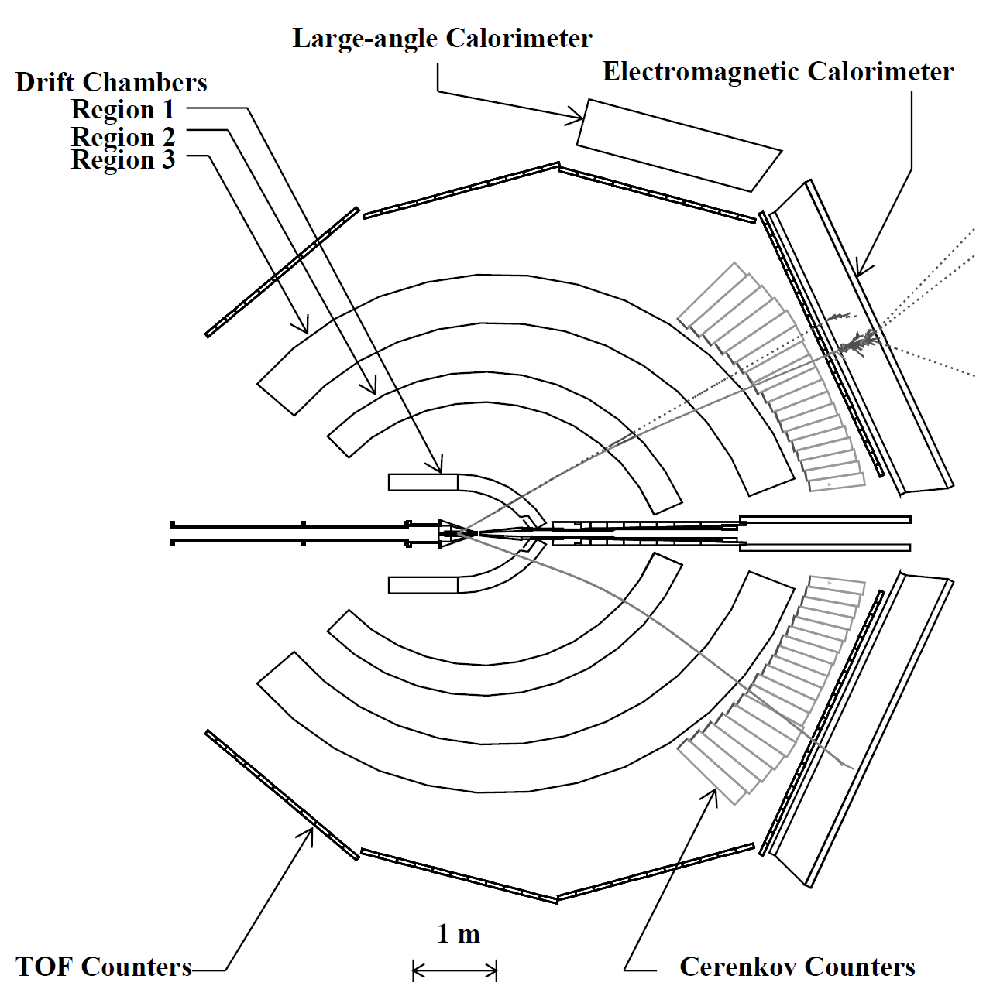 Large-angle Calorimeter
Electromagnetic Calorimeter
Drift Chambers
Region 1
Region 2
Region 3
1 m
TOF Counters
Cerenkov Counters